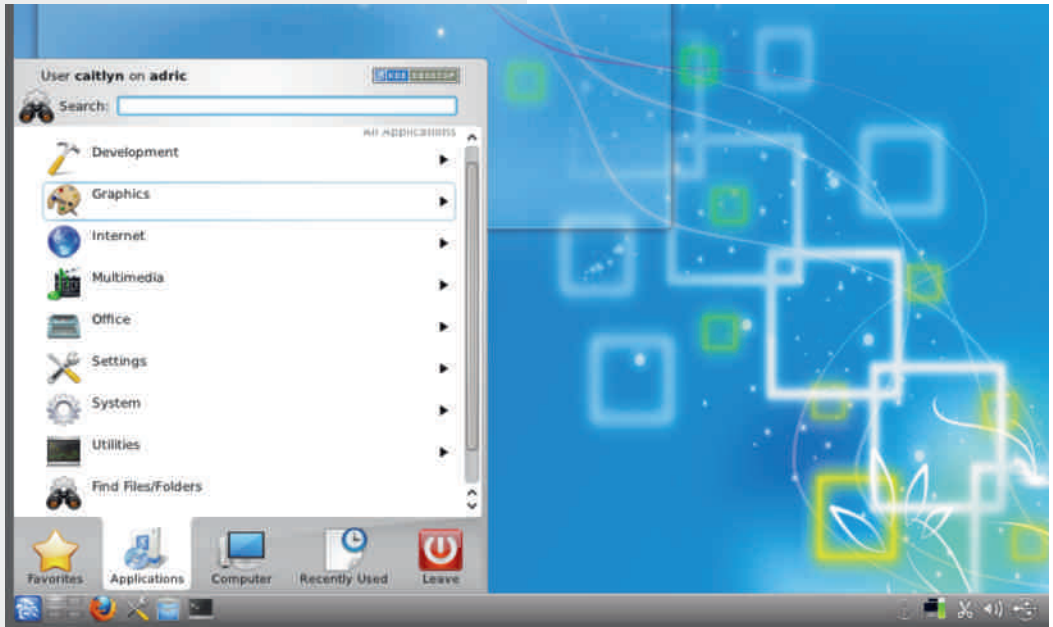 User caitlyn on adric
Search:
All Applications
Development
Graphics
Internet
Multimedia
Office
Settings
System
Utilities
Find Files/Folders
Favorites
Applications
Computer
Recently Used
Leave